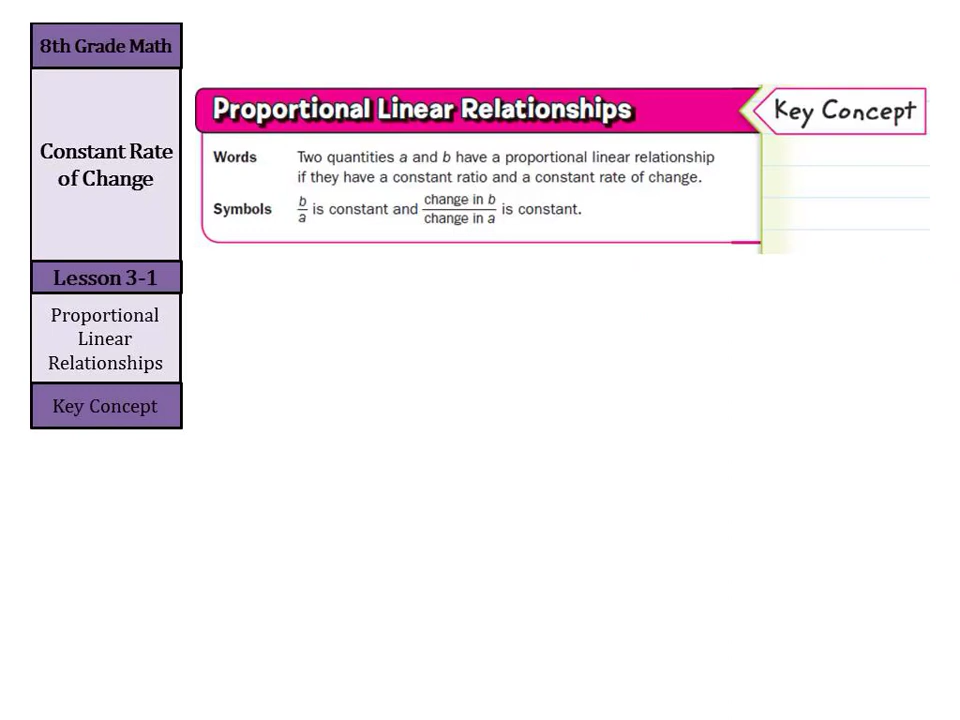 8th Grade Math
Constant Rate
of Change
Lesson 3-1
Proportional
Linear
Relationships
Key Concept
Proportional Linear Relationships
Key Concept
Words Two quantities a and b have a proportional linear relationship
if they have a constant ratio and a constant rate of change.
Symbols b/a is constant and change in b/change in a is constant.